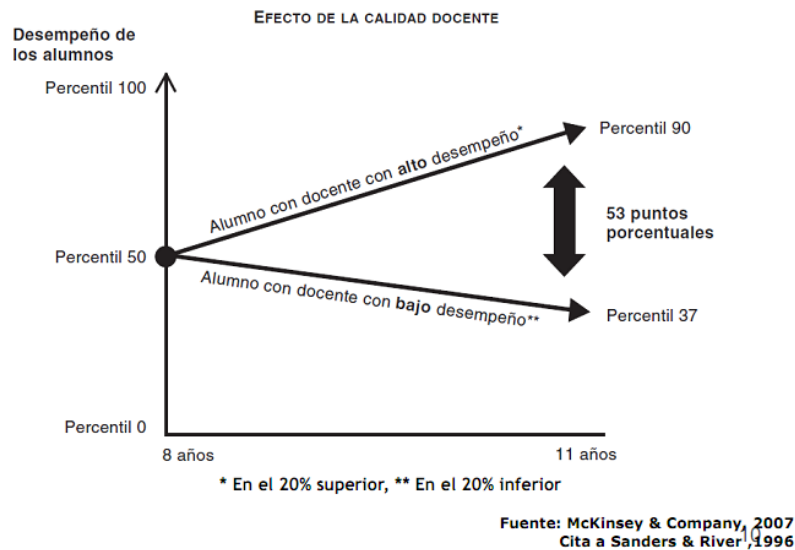 EFECTO DE LA CALIDAD DOCENTE
Desempeño de
los alumnos
Percentil 100
Alumno con docente con alto desempeño*
Percentil 90
53 puntos
porcentuales
Percentil 50
Alumno con docente con bajo desempeño**
Percentil 37
Percentil 0
8 años
11 años
* En el 20% superior, ** En el 20% inferior
Fuente: McKinsey & Company, 2007
Cita a Sanders & River ,1996
10